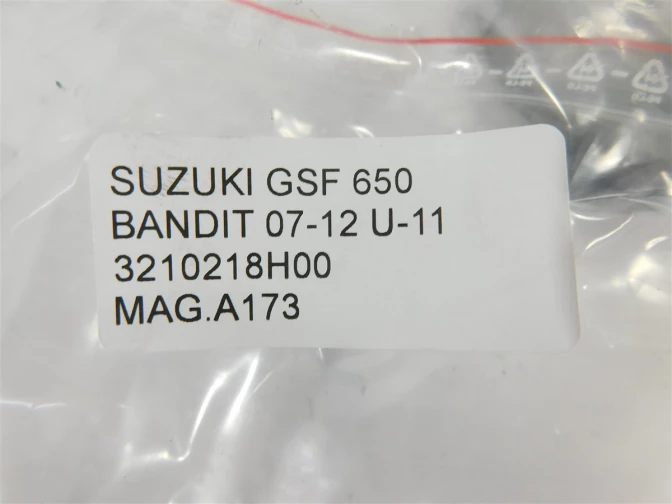 SUZUKI GSF 650
BANDIT 07-12 U-11
3210218H00
MAG.A173